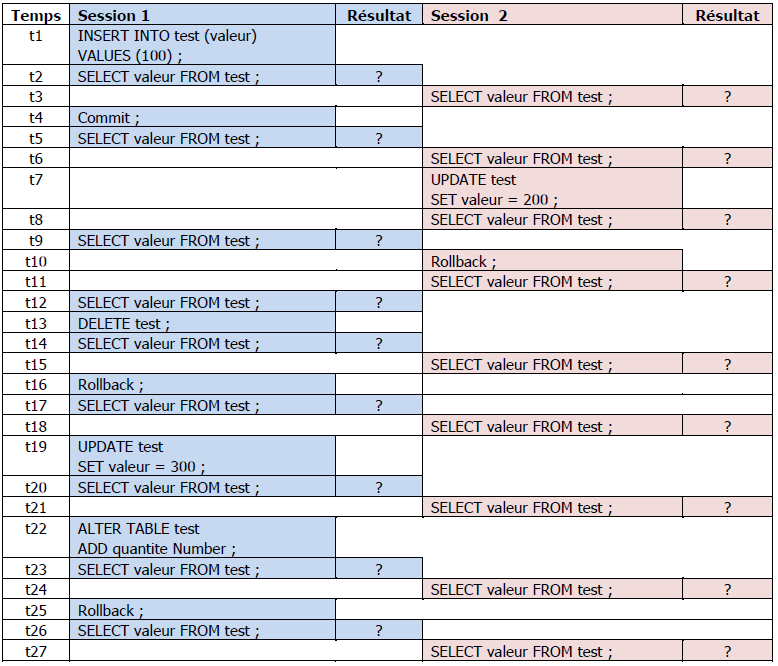 Temps Session 1 Résultat Session 2 Résultat
t1 INSERT INTO test (valeur)
VALUES (100) ;
t2 SELECT valeur FROM test ; ?
t3 SELECT valeur FROM test ; ?
t4 Commit ;
t5 SELECT valeur FROM test ; ?
t6 SELECT valeur FROM test ; ?
t7 UPDATE test
SET valeur = 200 ;
t8 SELECT valeur FROM test ; ?
t9 SELECT valeur FROM test ; ?
t10 Rollback ;
t11 SELECT valeur FROM test ; ?
t12 SELECT valeur FROM test ; ?
t13 DELETE test ;
t14 SELECT valeur FROM test ; ?
t15 SELECT valeur FROM test ; ?
t16 Rollback ;
t17 SELECT valeur FROM test ; ?
t18 SELECT valeur FROM test ; ?
t19 UPDATE test
SET valeur = 300 ;
t20 SELECT valeur FROM test ; ?
t21 SELECT valeur FROM test ; ?
t22 ALTER TABLE test
ADD quantite Number ;
t23 SELECT valeur FROM test ; ?
t24 SELECT valeur FROM test ; ?
t25 Rollback ;
t26 SELECT valeur FROM test ; ?
t27 SELECT valeur FROM test ; ?